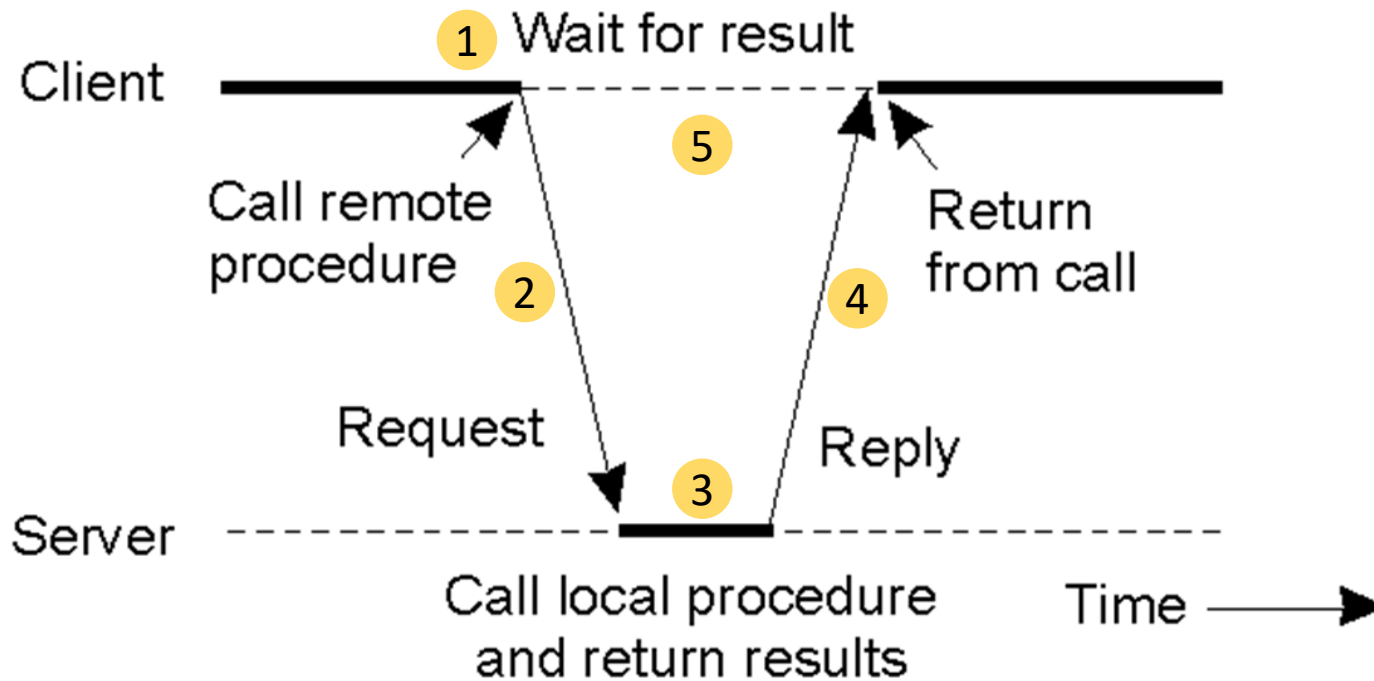 1 Wait for result
Client
5
Call remote
procedure
Return
from call
2
4
Request
Reply
3
Server
Call local procedure
and return results
Time